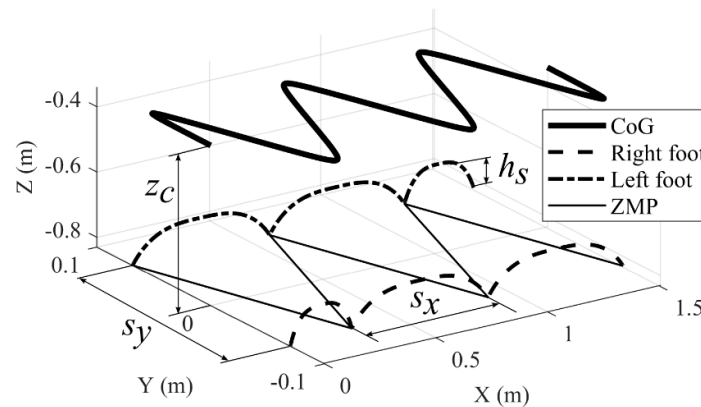 -0.4
-0.6
-0.8
Z (m)
0.1
0
-0.1
Y (m)
0
0.5
1
1.5
X (m)
z_c
h_s
s_x
s_y
CoG
Right foot
Left foot
ZMP